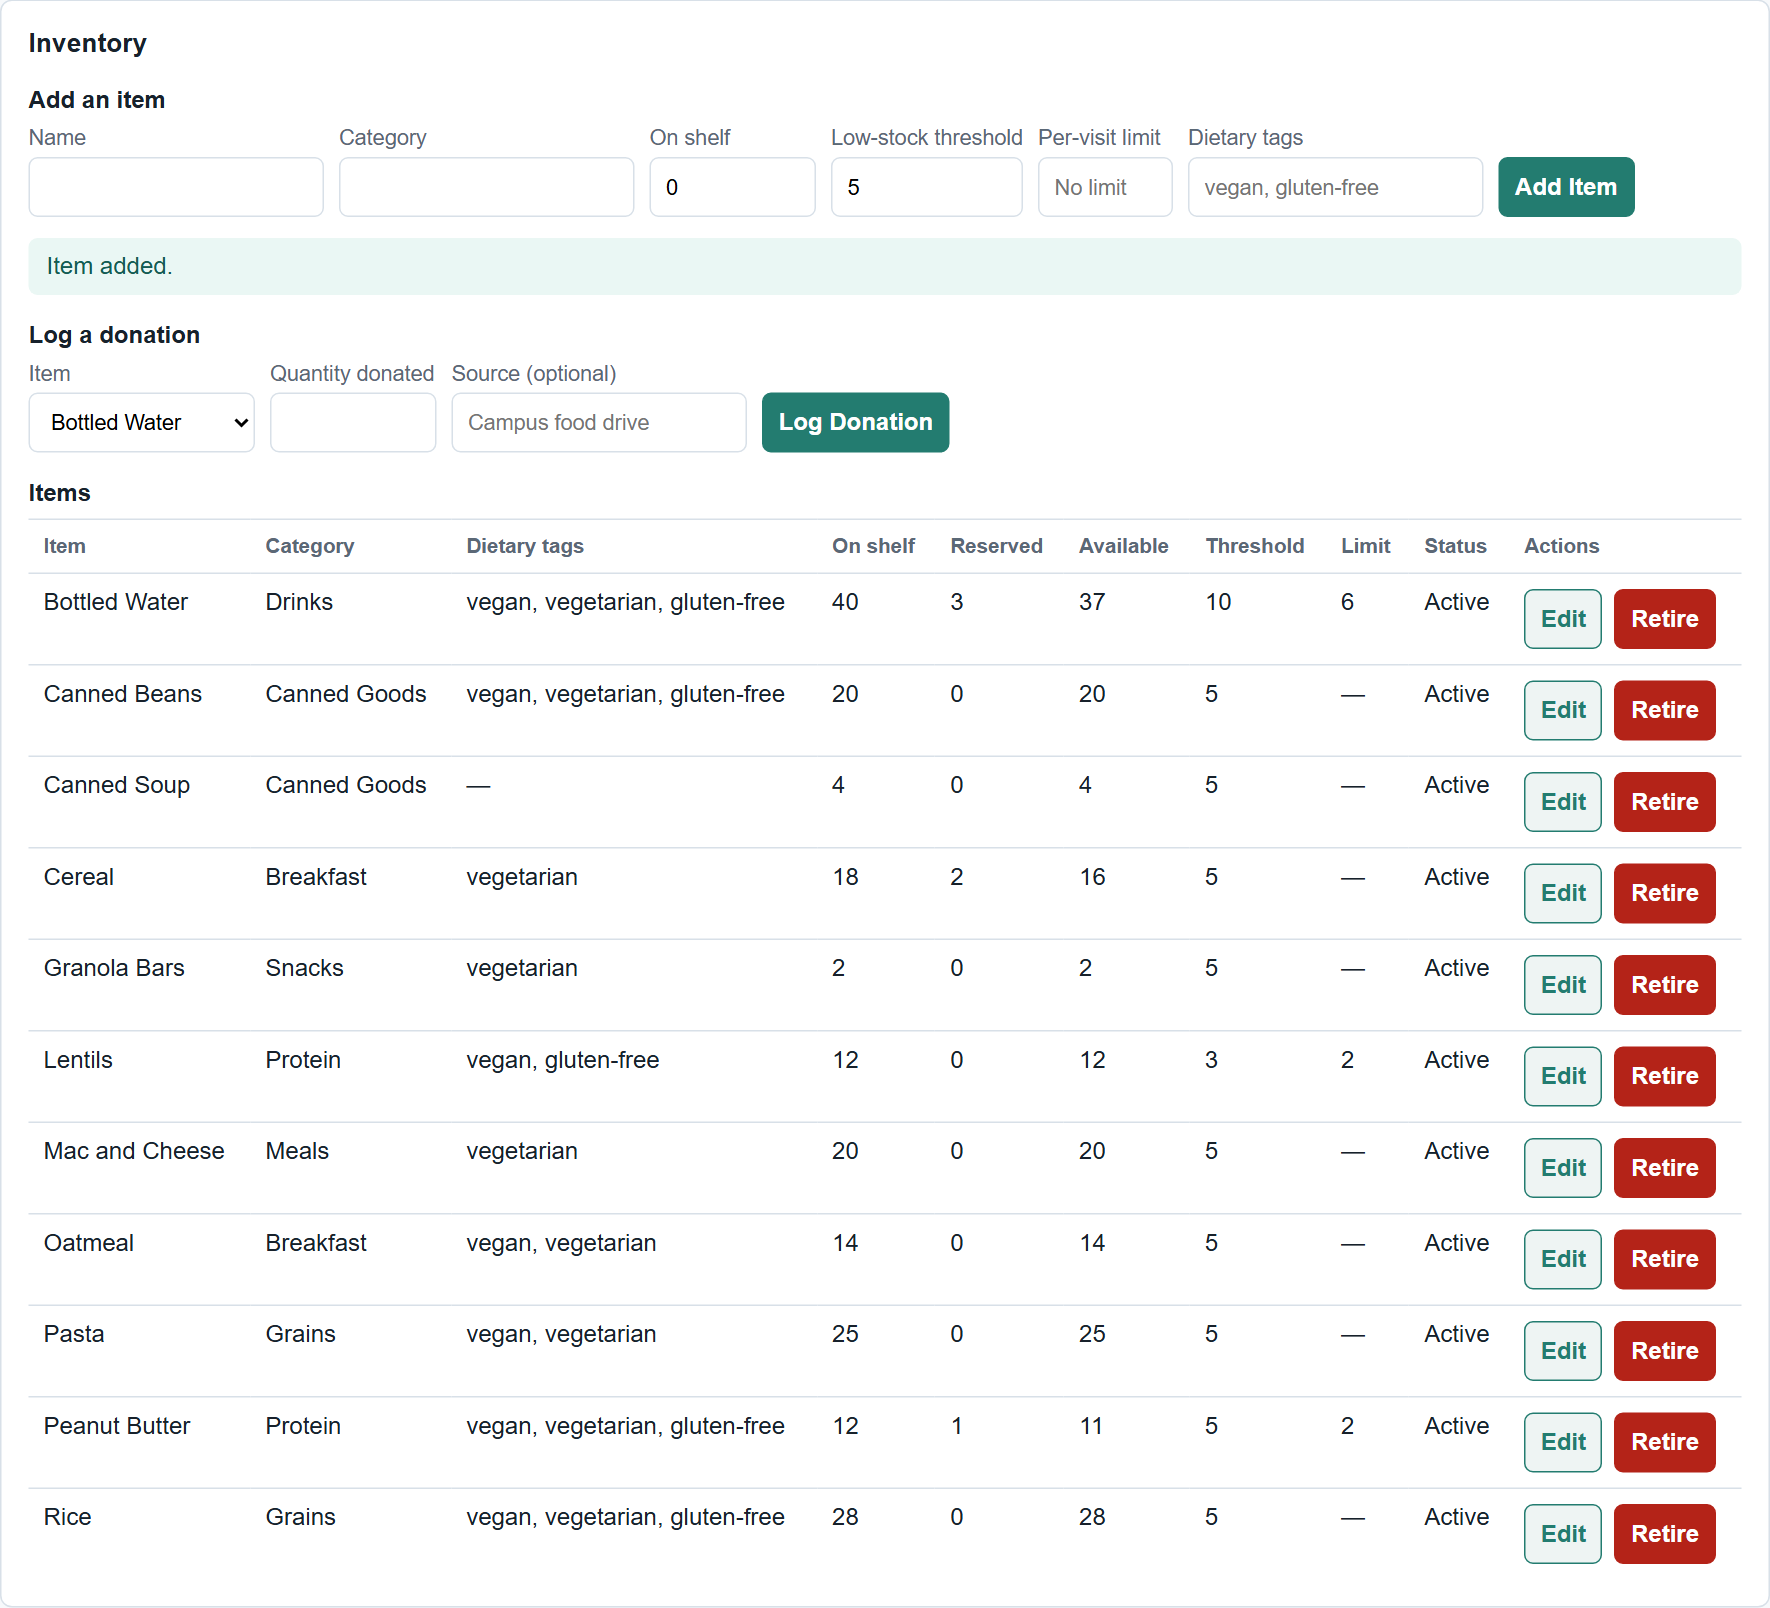 Inventory
Add an item
Name Category On shelf Low-stock threshold Per-visit limit Dietary tags
0 5 No limit vegan, gluten-free Add Item
Item added.
Log a donation
Item Quantity donated Source (optional)
Bottled Water Campus food drive Log Donation
Items
Item Category Dietary tags On shelf Reserved Available Threshold Limit Status Actions
Bottled Water Drinks vegan, vegetarian, gluten-free 40 3 37 10 6 Active Edit Retire
Canned Beans Canned Goods vegan, vegetarian, gluten-free 20 0 20 5 — Active Edit Retire
Canned Soup Canned Goods — 4 0 4 5 — Active Edit Retire
Cereal Breakfast vegetarian 18 2 16 5 — Active Edit Retire
Granola Bars Snacks vegetarian 2 0 2 5 — Active Edit Retire
Lentils Protein vegan, gluten-free 12 0 12 3 2 Active Edit Retire
Mac and Cheese Meals vegetarian 20 0 20 5 — Active Edit Retire
Oatmeal Breakfast vegan, vegetarian 14 0 14 5 — Active Edit Retire
Pasta Grains vegan, vegetarian 25 0 25 5 — Active Edit Retire
Peanut Butter Protein vegan, vegetarian, gluten-free 12 1 11 5 2 Active Edit Retire
Rice Grains vegan, vegetarian, gluten-free 28 0 28 5 — Active Edit Retire